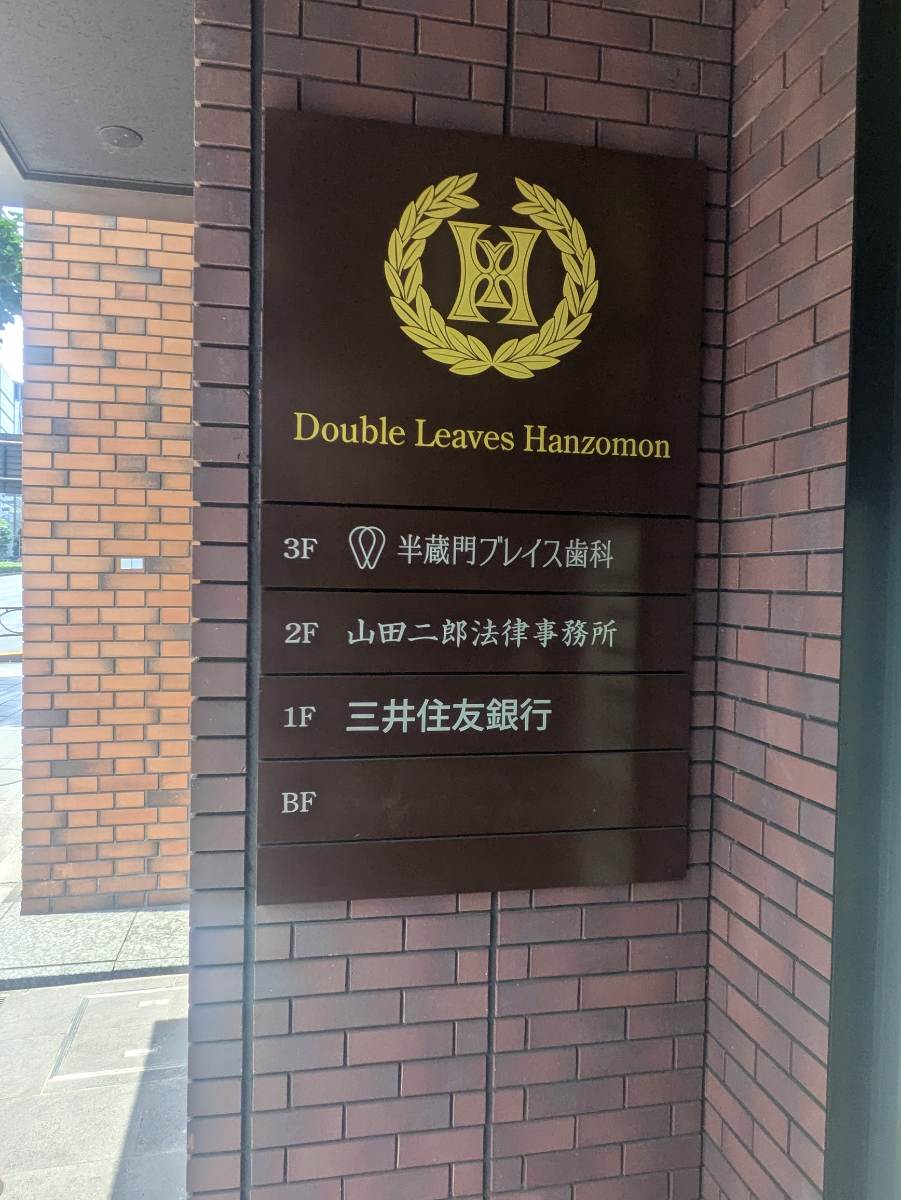 Double Leaves Hanzomon
3F 半蔵門ブレイス歯科
2F 山田二郎法律事務所
1F 三井住友銀行
BF